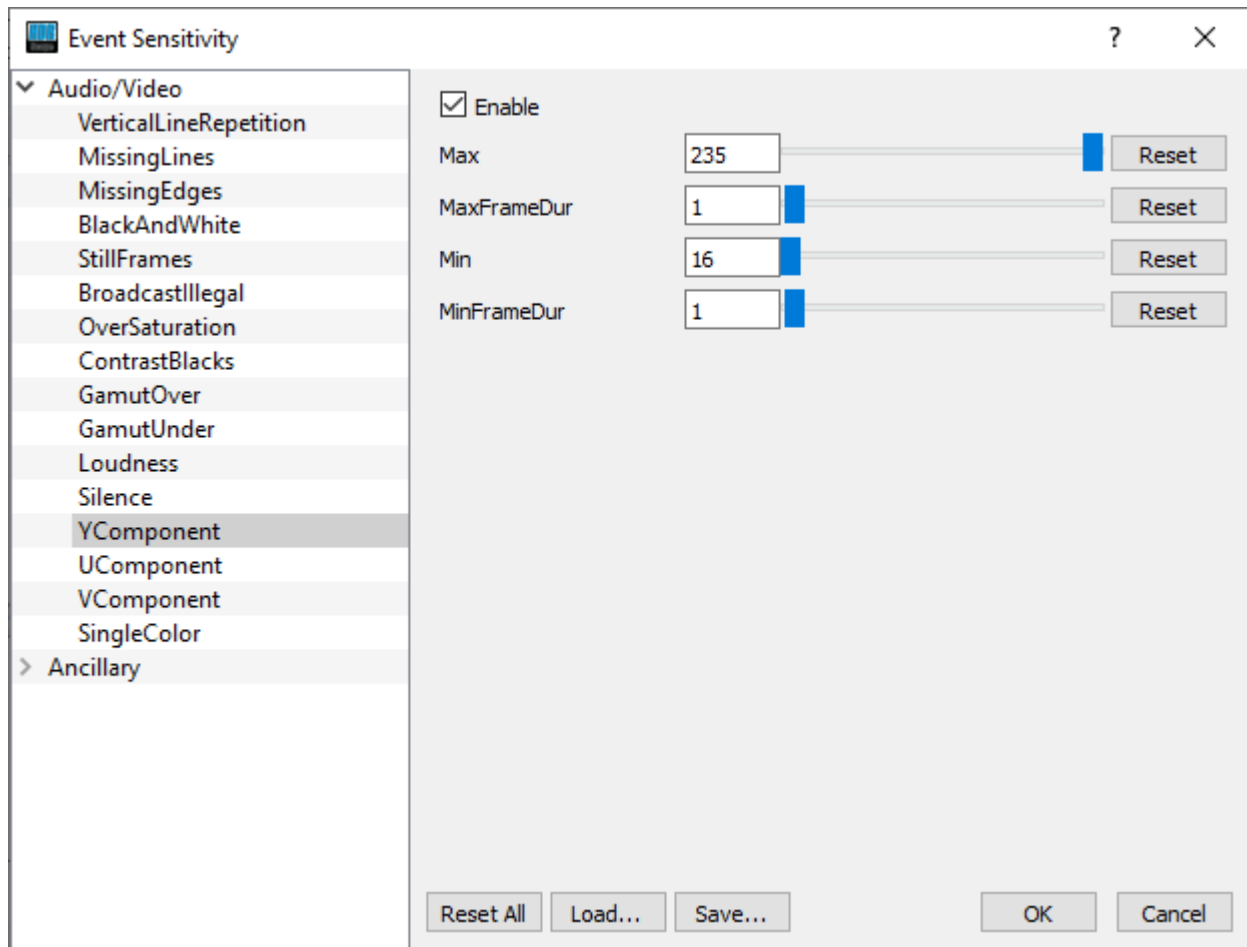 Event Sensitivity ?
Audio/Video
VerticalLineRepetition
MissingLines
MissingEdges
BlackAndWhite
StillFrames
BroadcastIllegal
OverSaturation
ContrastBlacks
GamutOver
GamutUnder
Loudness
Silence
YComponent
UComponent
VComponent
SingleColor
Ancillary
Enable
Max 235 Reset
MaxFrameDur 1 Reset
Min 16 Reset
MinFrameDur 1 Reset
Reset All Load... Save... OK Cancel